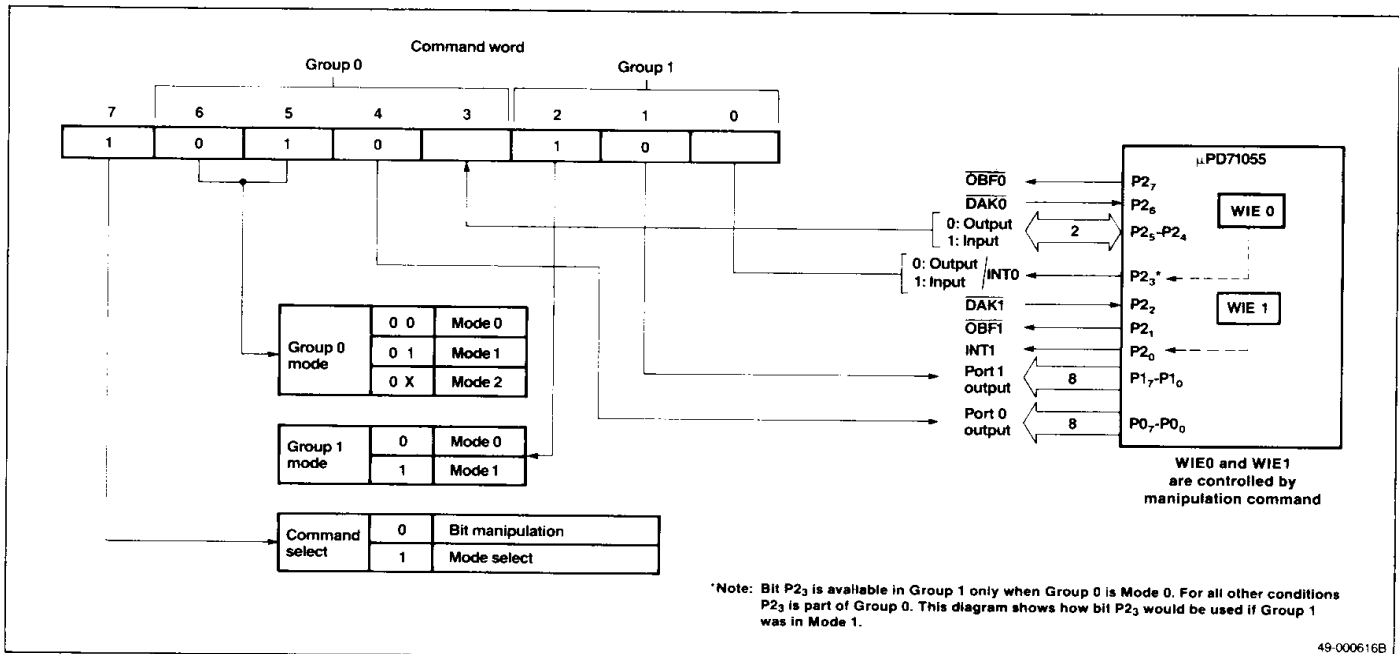 Command word
Group 0
Group 1
7 6 5 4 3 2 1 0
1 0 1 0 1 0
μPD71055
OBF0 P2₇
DAK0 P2₆
WIE 0
0: Output
1: Input
2 P2₅-P2₄
0: Output
1: Input
/INT0 P2₃*
DAK1 P2₂
WIE 1
OBF1 P2₁
INT1 P2₀
Port 1
output
8 P1₇-P1₀
Port 0
output
8 P0₇-P0₀
WIE0 and WIE1
are controlled by
manipulation command
Group 0
mode
0 0 Mode 0
0 1 Mode 1
0 X Mode 2
Group 1
mode
0 Mode 0
1 Mode 1
Command
select
0 Bit manipulation
1 Mode select
*Note: Bit P2₃ is available in Group 1 only when Group 0 is Mode 0. For all other conditions
P2₃ is part of Group 0. This diagram shows how bit P2₃ would be used if Group 1
was in Mode 1.
49-000616B